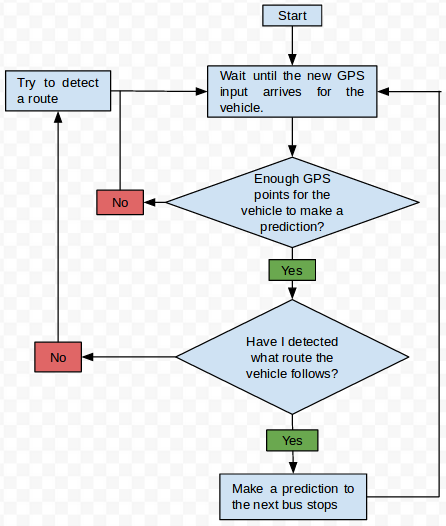 Start
Try to detect
a route
Wait until the new GPS
input arrives for the
vehicle.
Enough GPS
points for the
vehicle to make a
prediction?
No
Yes
Have I detected
what route the
vehicle follows?
No
Yes
Make a prediction to
the next bus stops